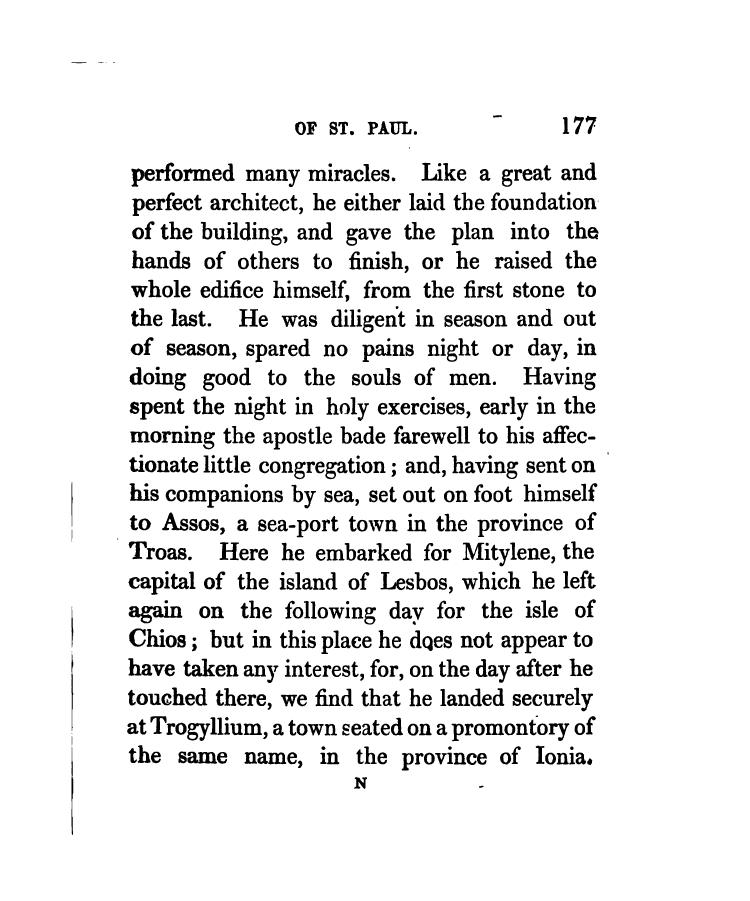 OF ST. PAUL. 177
performed many miracles. Like a great and
perfect architect, he either laid the foundation
of the building, and gave the plan into the
hands of others to finish, or he raised the
whole edifice himself, from the first stone to
the last. He was diligent in season and out
of season, spared no pains night or day, in
doing good to the souls of men. Having
spent the night in holy exercises, early in the
morning the apostle bade farewell to his affec-
tionate little congregation; and, having sent on
his companions by sea, set out on foot himself
to Assos, a sea-port town in the province of
Troas. Here he embarked for Mitylene, the
capital of the island of Lesbos, which he left
again on the following day for the isle of
Chios; but in this place he does not appear to
have taken any interest, for, on the day after he
touched there, we find that he landed securely
at Trogyllium, a town seated on a promontory of
the same name, in the province of Ionia.
N